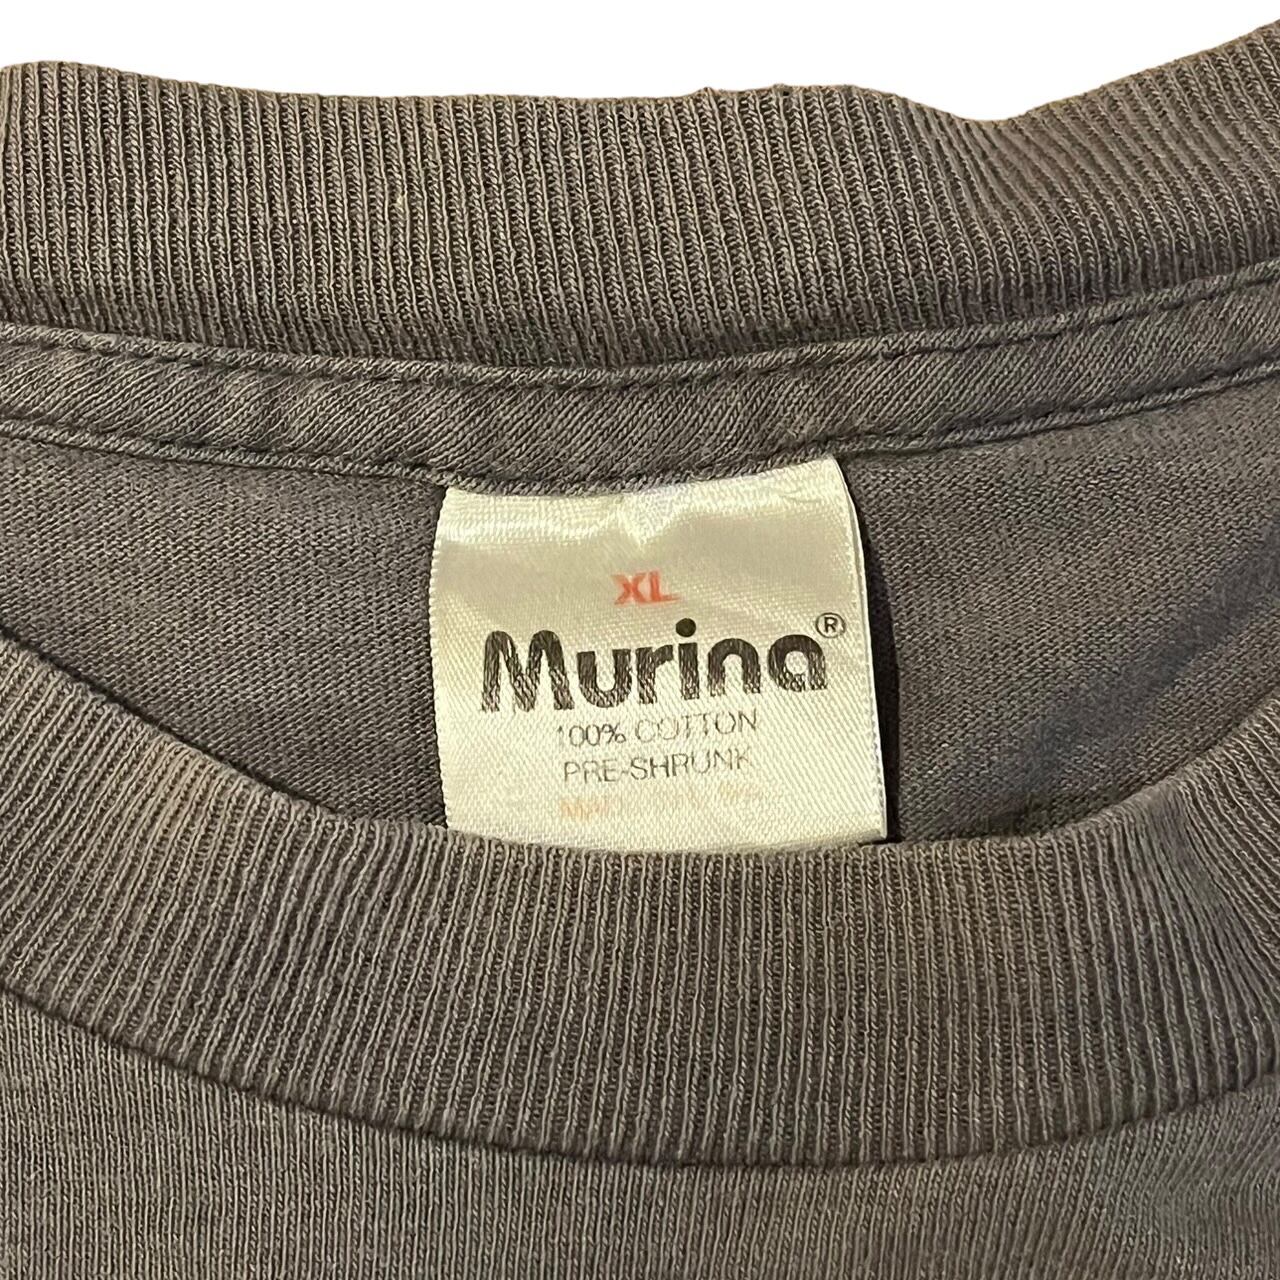 XL
Murina®
100% COTTON
PRE-SHRUNK